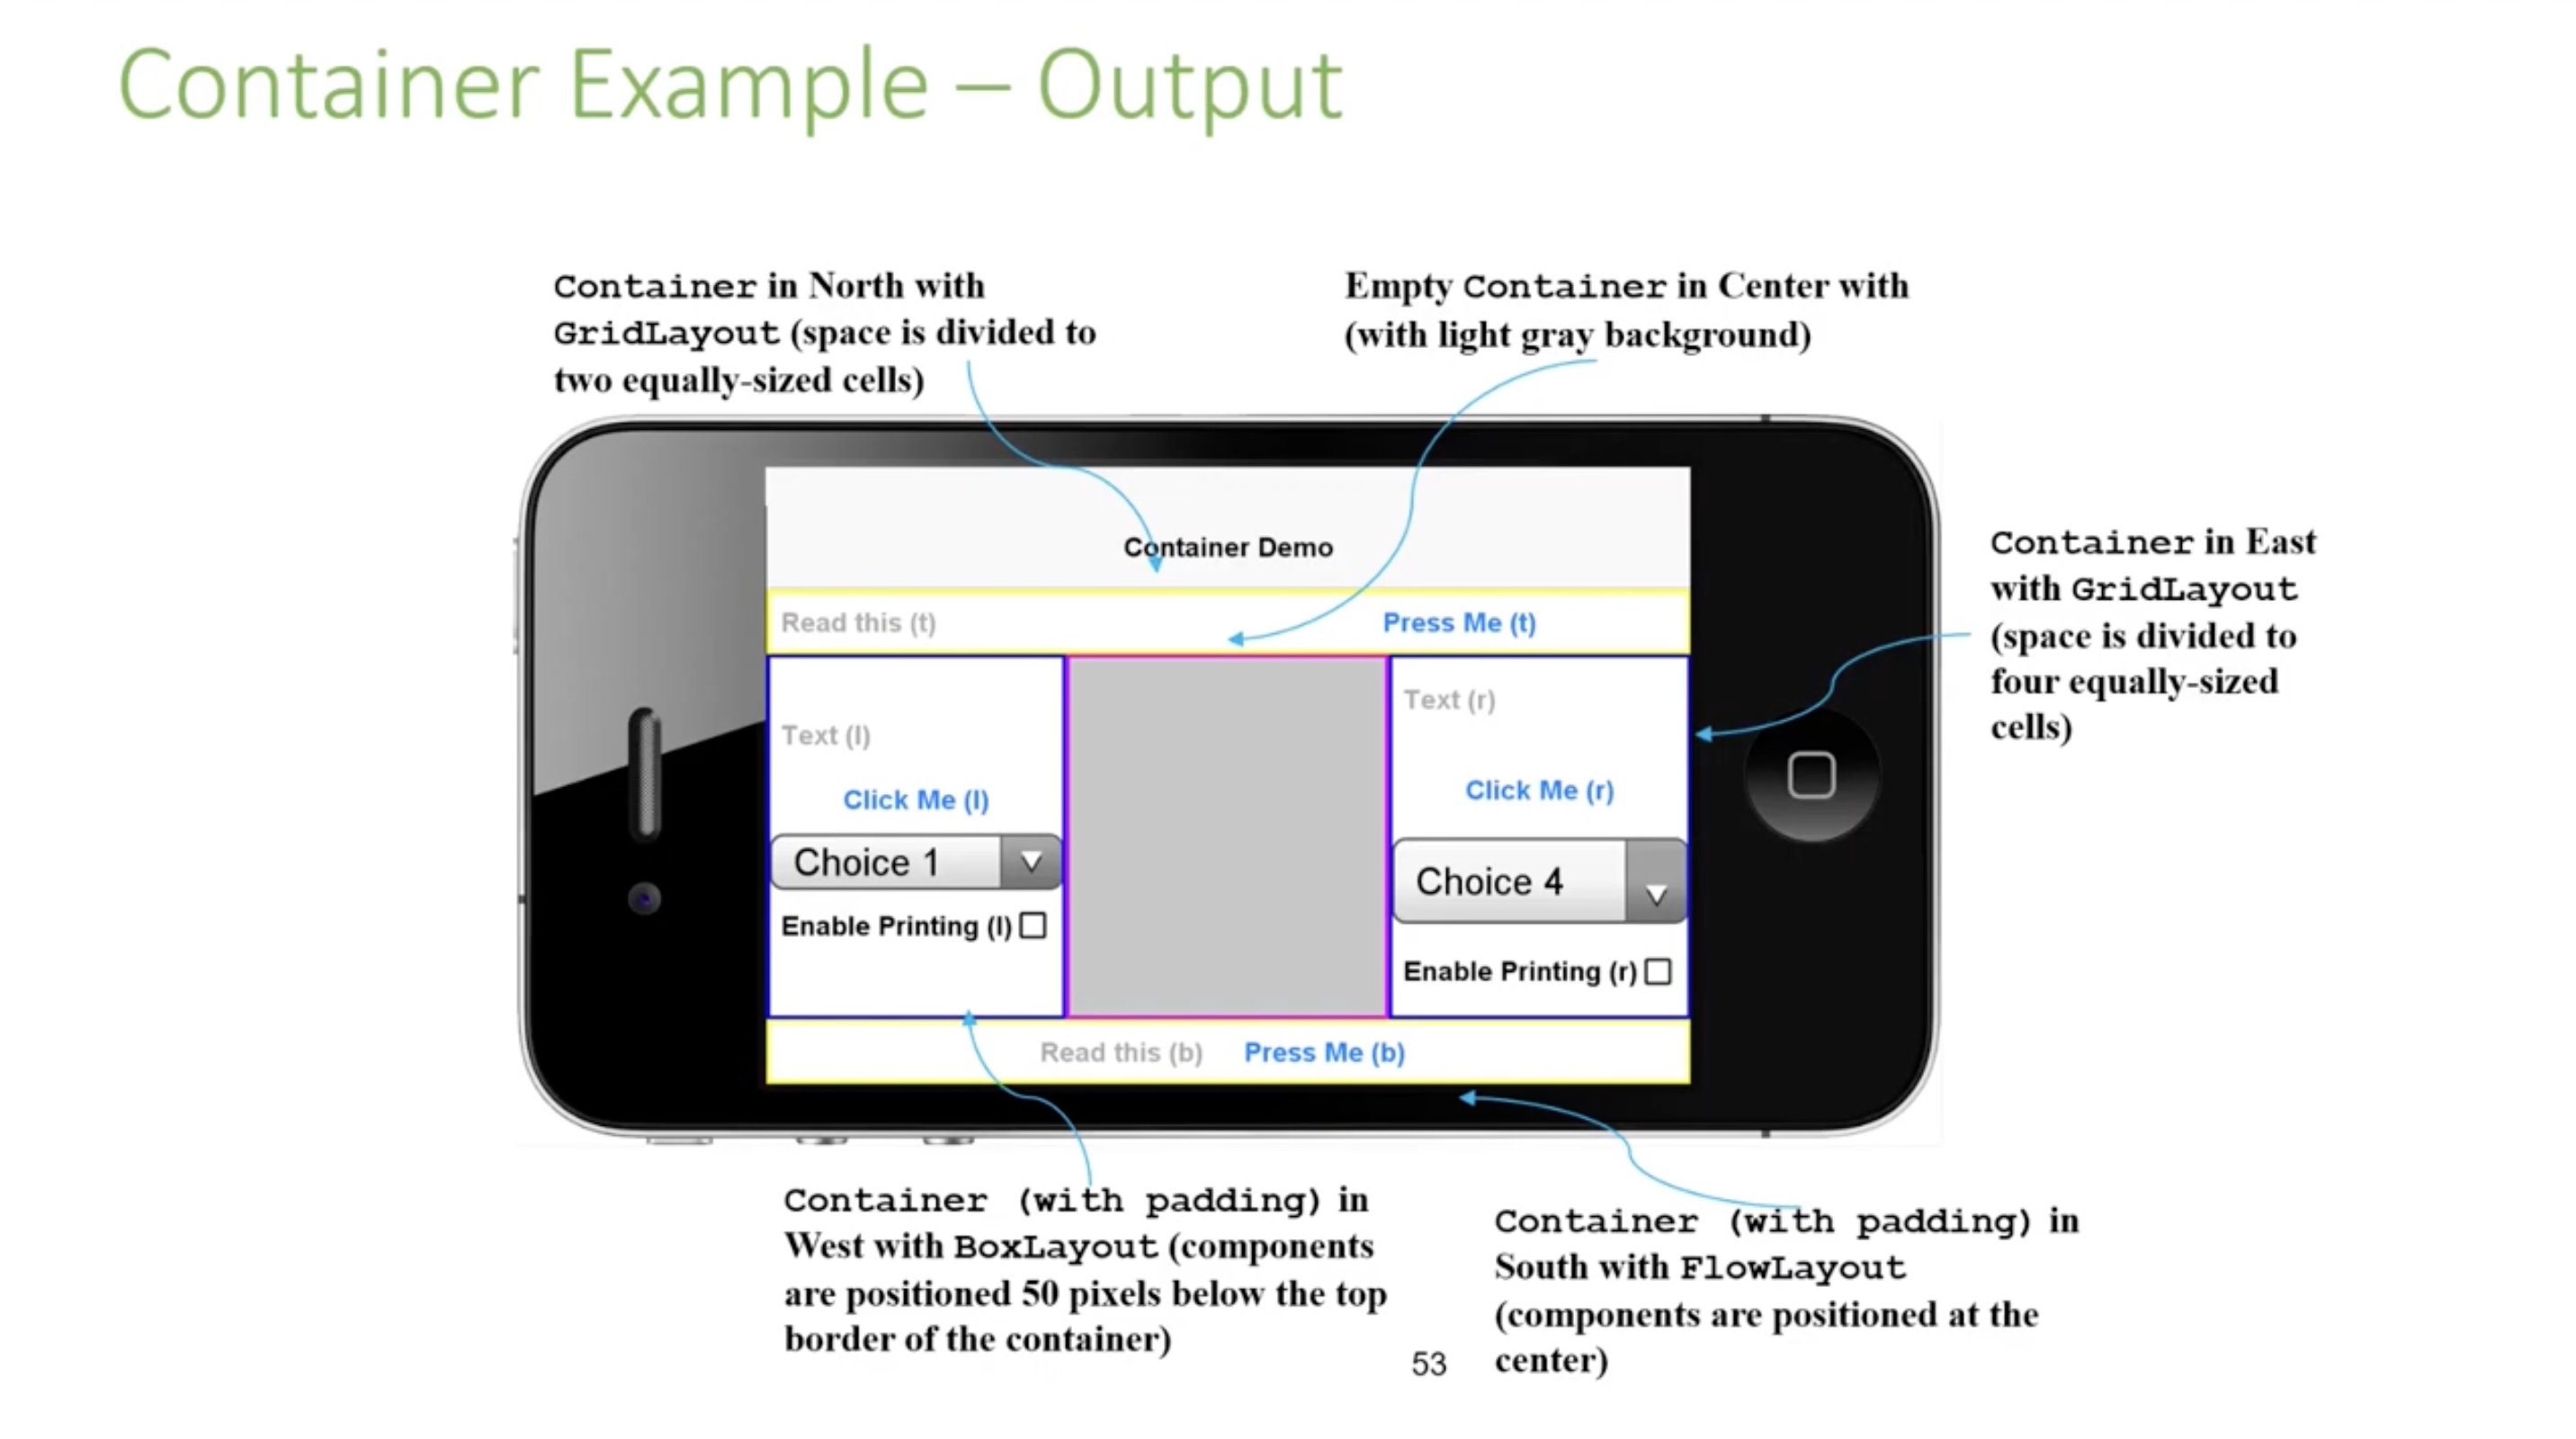 Container Example – Output
Container in North with
GridLayout (space is divided to
two equally-sized cells)
Empty Container in Center with
(with light gray background)
Container Demo
Read this (t)
Press Me (t)
Text (l)
Click Me (l)
Choice 1
Enable Printing (l)
Text (r)
Click Me (r)
Choice 4
Enable Printing (r)
Read this (b)
Press Me (b)
Container in East
with GridLayout
(space is divided to
four equally-sized
cells)
Container (with padding) in
West with BoxLayout (components
are positioned 50 pixels below the top
border of the container)
Container (with padding) in
South with FlowLayout
(components are positioned at the
center)
53